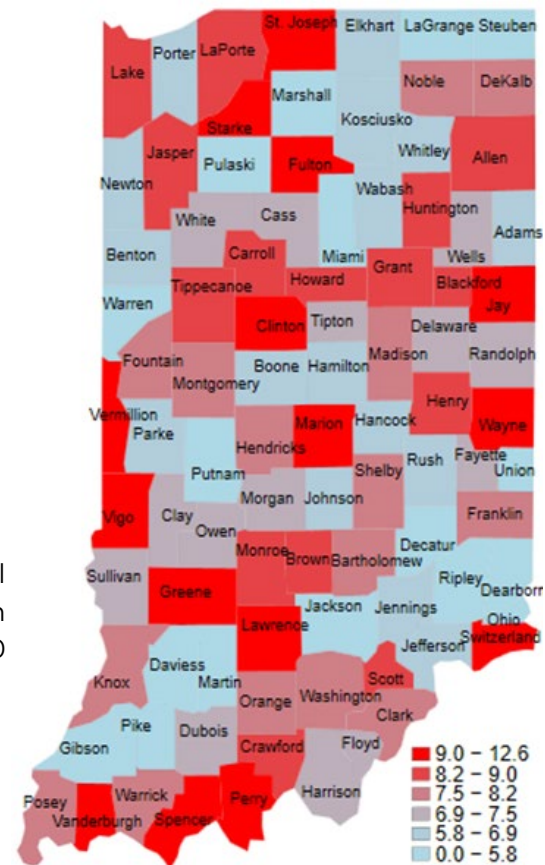 St. Joseph
Elkhart
LaGrange
Steuben
Lake
Porter
LaPorte
Noble
DeKalb
Marshall
Starke
Kosciusko
Jasper
Pulaski
Fulton
Whitley
Allen
Newton
Wabash
Huntington
White
Cass
Miami
Wells
Adams
Benton
Carroll
Howard
Grant
Blackford
Jay
Warren
Tippecanoe
Clinton
Tipton
Delaware
Fountain
Boone
Hamilton
Madison
Randolph
Montgomery
Vermillion
Marion
Hancock
Henry
Wayne
Parke
Hendricks
Rush
Fayette
Union
Putnam
Shelby
Vigo
Clay
Morgan
Johnson
Franklin
Owen
Monroe
Brown
Bartholomew
Decatur
l
Sullivan
Greene
Ripley
Dearborn
n
Jackson
Jennings
Ohio
Lawrence
Switzerland
Daviess
Martin
Jefferson
Knox
Orange
Washington
Scott
Clark
Gibson
Pike
Dubois
Floyd
Crawford
Harrison
Posey
Vanderburgh
Warrick
Spencer
Perry
9.0 – 12.6
8.2 – 9.0
7.5 – 8.2
6.9 – 7.5
5.8 – 6.9
0.0 – 5.8